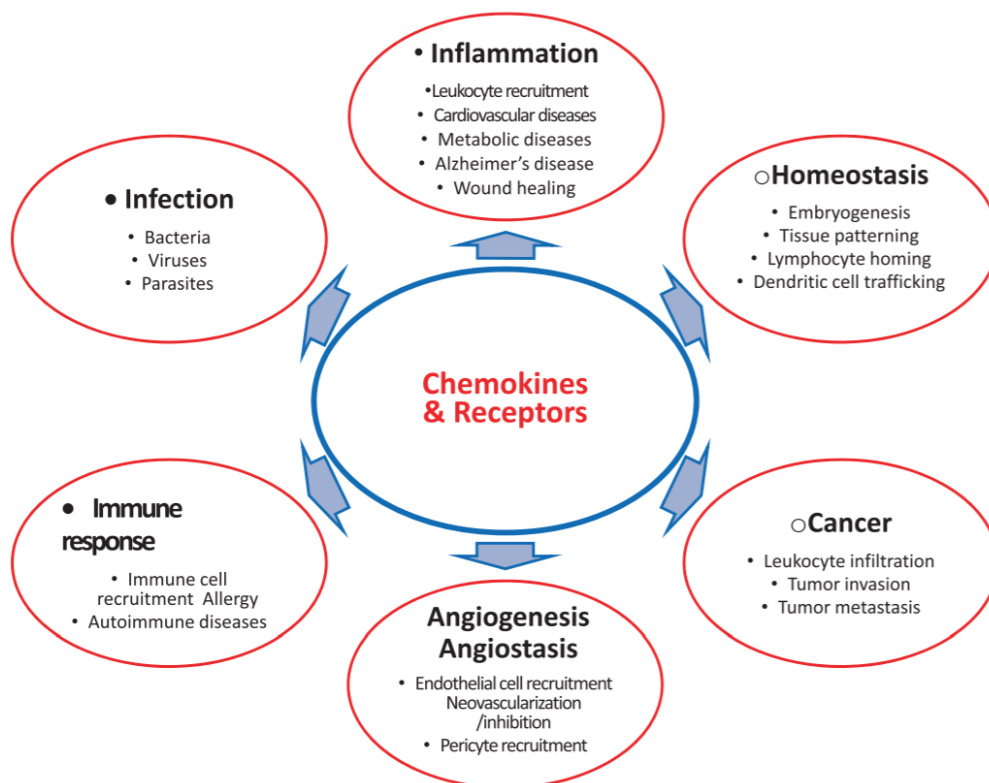 • Inflammation
•Leukocyte recruitment
• Cardiovascular diseases
• Metabolic diseases
• Alzheimer’s disease
• Wound healing
○Homeostasis
• Embryogenesis
• Tissue patterning
• Lymphocyte homing
• Dendritic cell trafficking
• Infection
• Bacteria
• Viruses
• Parasites
Chemokines
& Receptors
• Immune
response
• Immune cell
recruitment Allergy
• Autoimmune diseases
○Cancer
• Leukocyte infiltration
• Tumor invasion
• Tumor metastasis
Angiogenesis
Angiostasis
• Endothelial cell recruitment
Neovascularization
/inhibition
• Pericyte recruitment